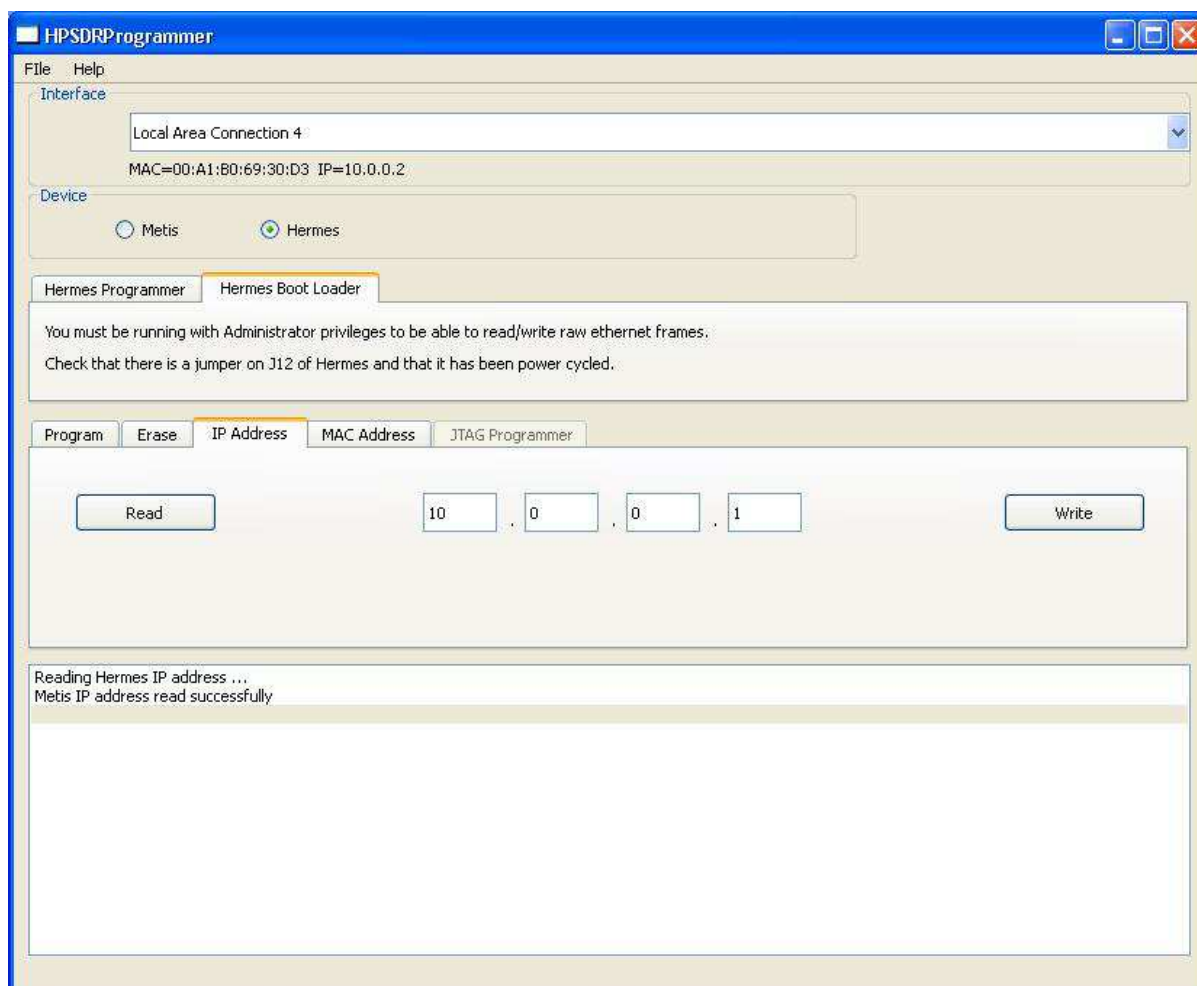 HPSDRProgrammer
FIle Help
Interface
Local Area Connection 4
MAC=00:A1:B0:69:30:D3 IP=10.0.0.2
Device
Metis Hermes
Hermes Programmer Hermes Boot Loader
You must be running with Administrator privileges to be able to read/write raw ethernet frames.
Check that there is a jumper on J12 of Hermes and that it has been power cycled.
Program Erase IP Address MAC Address JTAG Programmer
Read 10 . 0 . 0 . 1 Write
Reading Hermes IP address ...
Metis IP address read successfully